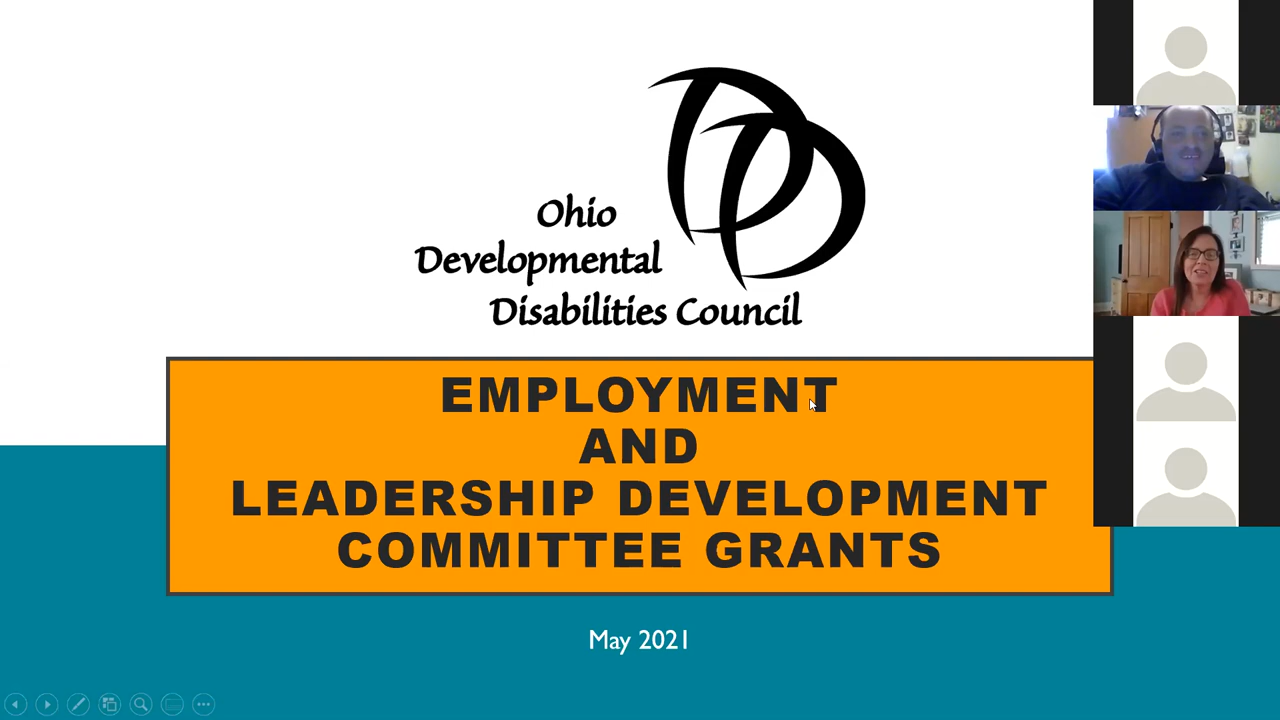 Ohio
Developmental
Disabilities Council
EMPLOYMENT
AND
LEADERSHIP DEVELOPMENT
COMMITTEE GRANTS
May 2021